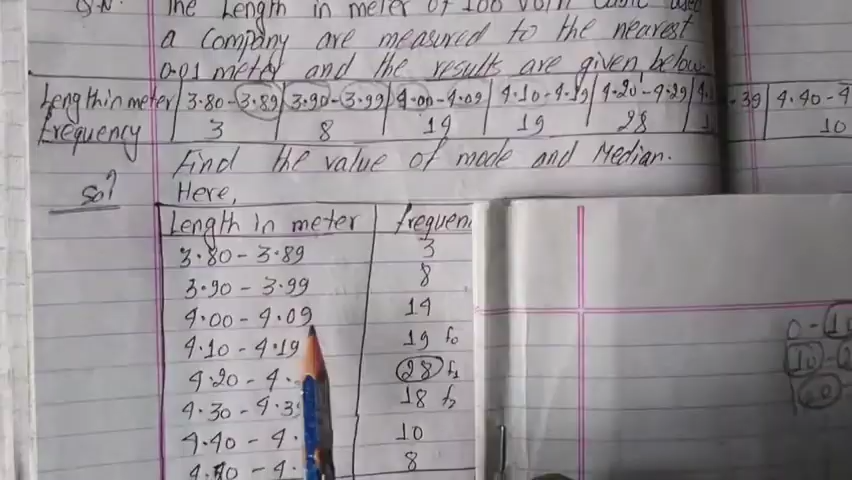 The Length in meter of 100
a Company are measured to the nearest
0.01 meter and the results are given below.
Length in meter 3.80-3.89 3.90-3.99 4.00-4.09 4.10-4.19 4.20-4.29 39 4.40-4
Frequency 3 8 14 19 28 1 10
Find the value of mode and Median.
Soln Here,
Length in meter frequen
3.80-3.89 3
3.90-3.99 8
4.00-4.09 14
4.10-4.19 19 f0
4.20-4. 28 f1
4.30-4.3 18 f2
4.40-4. 10
8
0-10